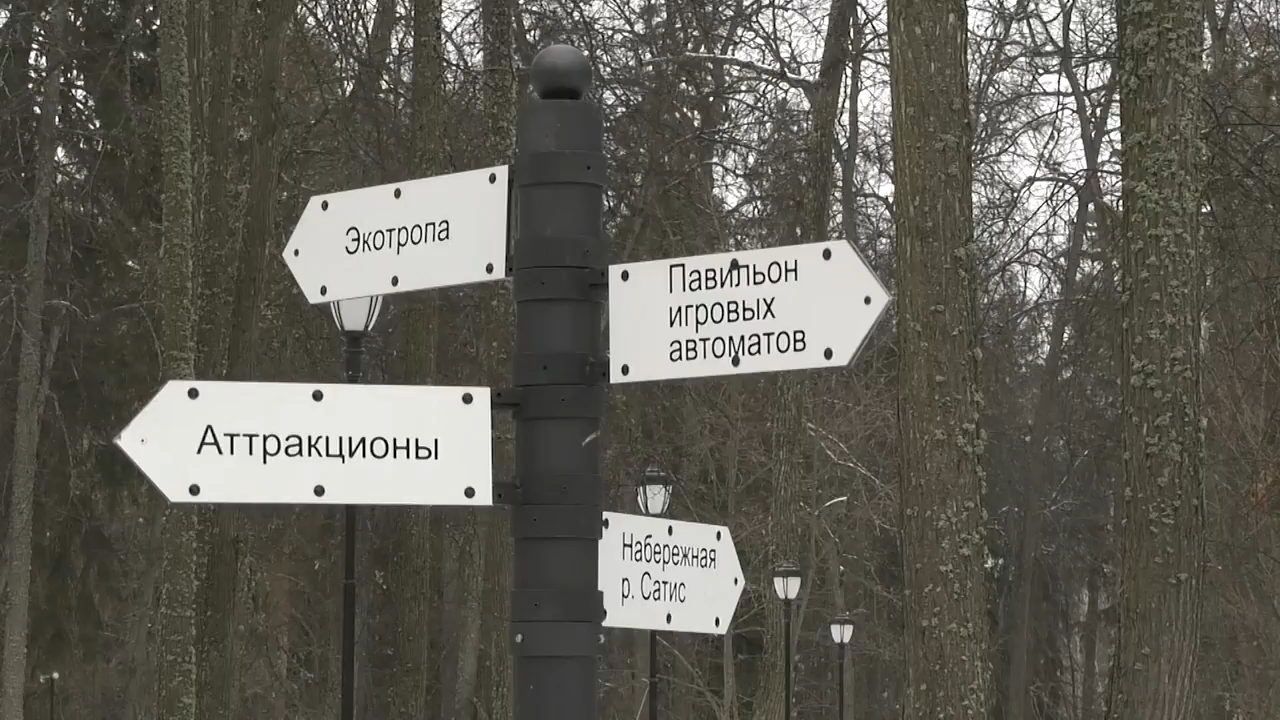 Экотропа
Павильон
игровых
автоматов
Аттракционы
Набережная
р. Сатис